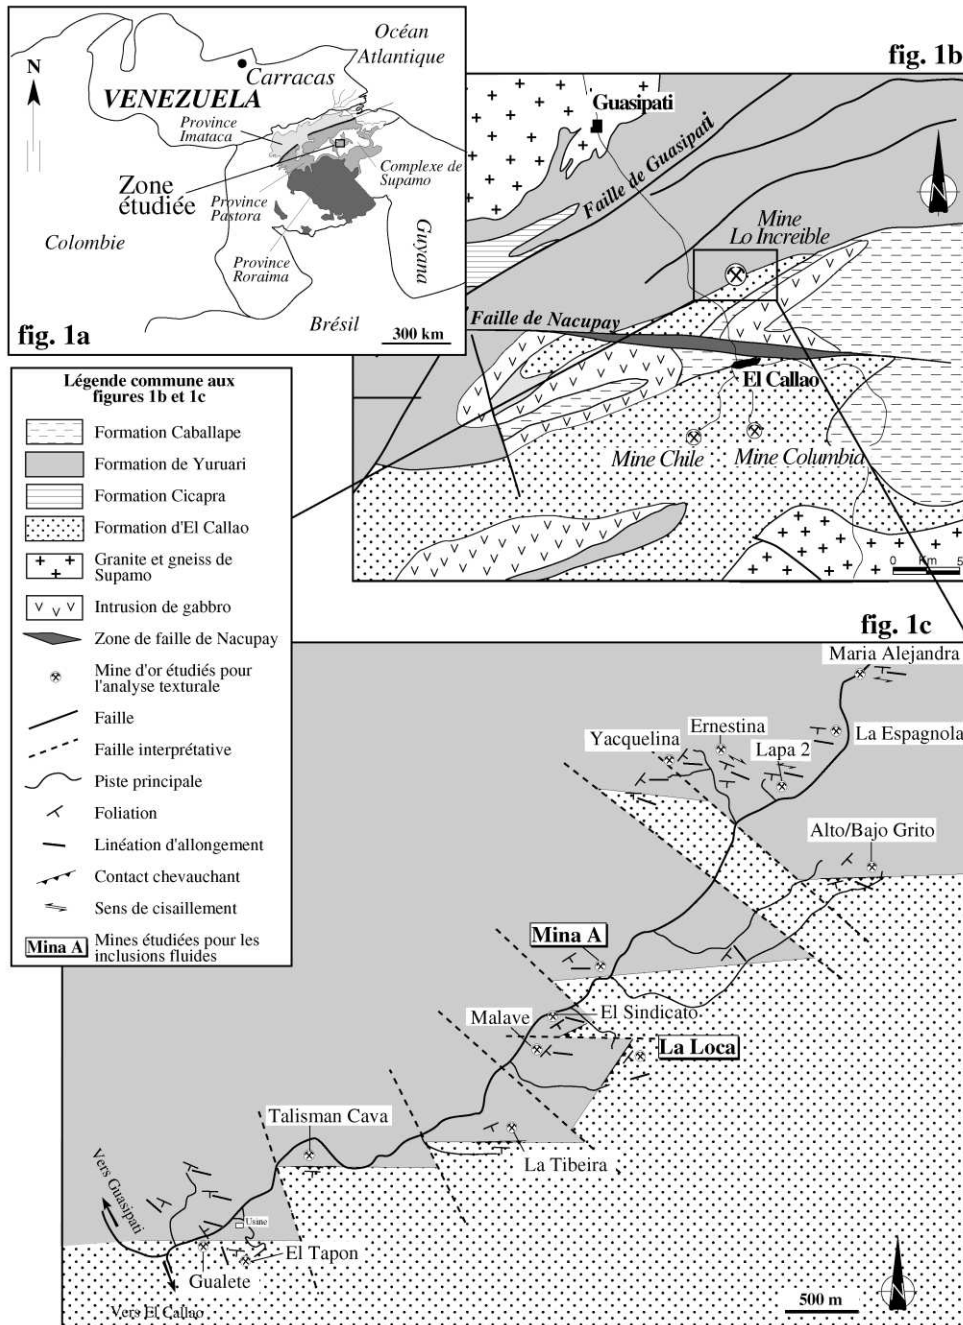 Océan
Atlantique
N
Carracas
VENEZUELA
Province
Imataca
Complexe de
Supamo
Zone
étudiée
Province
Pastora
Colombie
Guyana
Province
Roraima
Brésil
fig. 1a
300 km
fig. 1b
Guasipati
Faille de Guasipati
N
Mine
Lo Increible
Faille de Nacupay
El Callao
Mine Chile
Mine Columbia
0 Km 5
Légende commune aux
figures 1b et 1c
Formation Caballape
Formation de Yuruari
Formation Cicapra
Formation d'El Callao
Granite et gneiss de
Supamo
Intrusion de gabbro
Zone de faille de Nacupay
Mine d'or étudiés pour
l'analyse texturale
Faille
Faille interprétative
Piste principale
Foliation
Linéation d'allongement
Contact chevauchant
Sens de cisaillement
Mina A
Mines étudiées pour les
inclusions fluides
fig. 1c
Maria Alejandra
La Espagnola
Ernestina
Yacquelina
Lapa 2
Alto/Bajo Grito
Mina A
El Sindicato
Malave
La Loca
Talisman Cava
La Tibeira
Vers Guasipati
Usine
El Tapon
Gualete
Vers El Callao
N
500 m